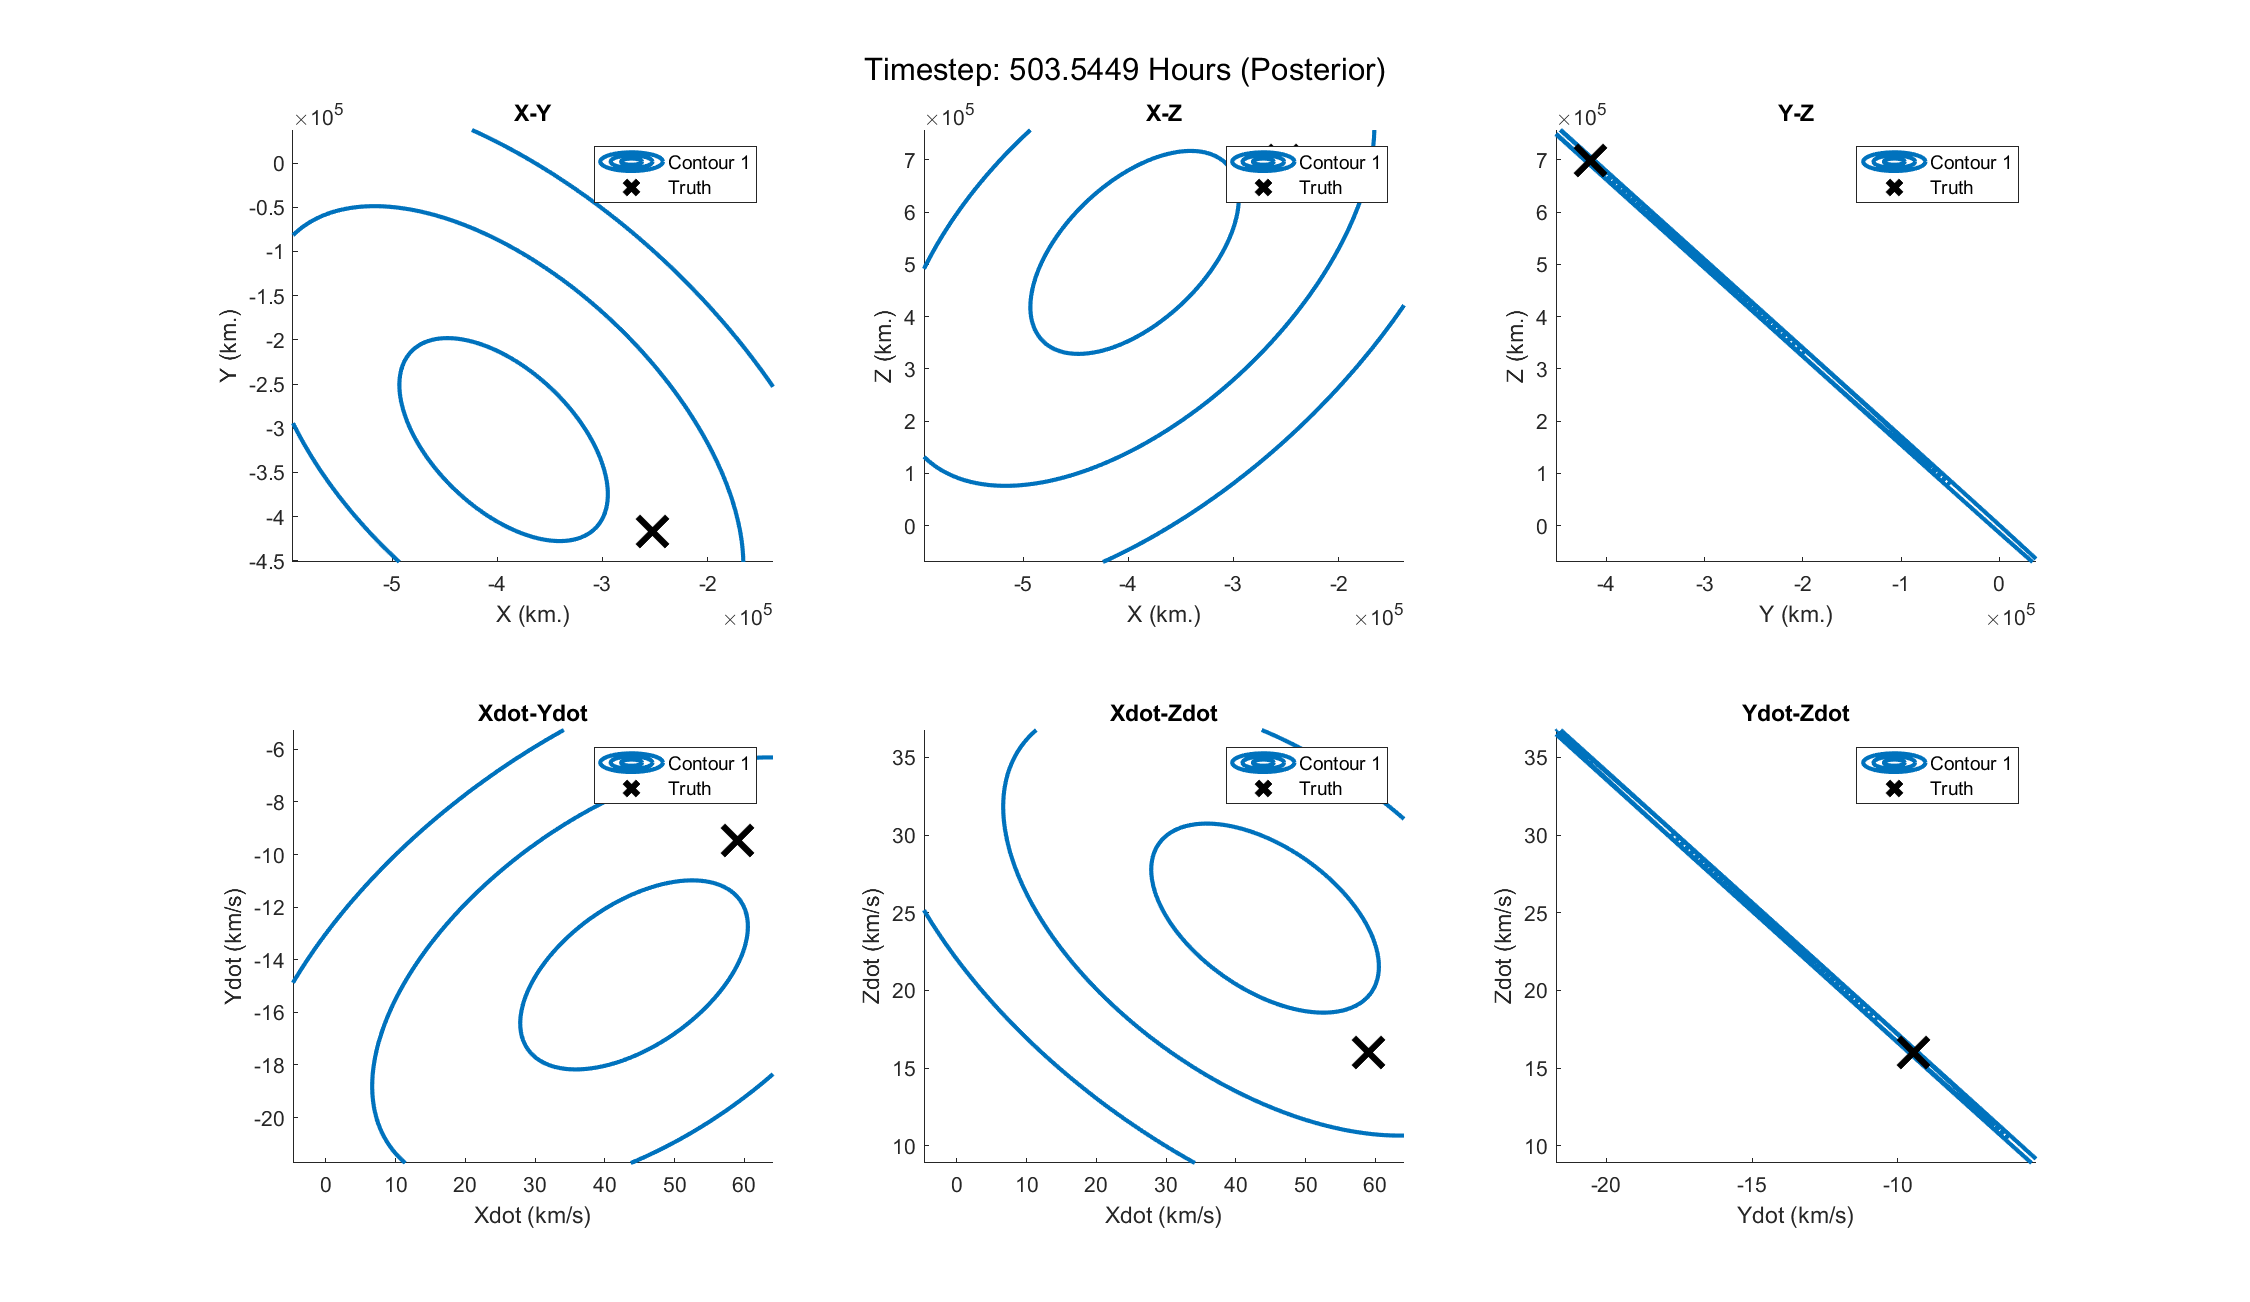 Timestep: 503.5449 Hours (Posterior)
X-Y
×10^5
0
-0.5
-1
-1.5
-2
-2.5
-3
-3.5
-4
-4.5
Y (km.)
-5 -4 -3 -2
X (km.)
×10^5
Contour 1
Truth
X-Z
×10^5
7
6
5
4
3
2
1
0
Z (km.)
-5 -4 -3 -2
X (km.)
×10^5
Contour 1
Truth
Y-Z
×10^5
7
6
5
4
3
2
1
0
Z (km.)
-4 -3 -2 -1 0
Y (km.)
×10^5
Contour 1
Truth
Xdot-Ydot
-6
-8
-10
-12
-14
-16
-18
-20
Ydot (km/s)
0 10 20 30 40 50 60
Xdot (km/s)
Contour 1
Truth
Xdot-Zdot
35
30
25
20
15
10
Zdot (km/s)
0 10 20 30 40 50 60
Xdot (km/s)
Contour 1
Truth
Ydot-Zdot
35
30
25
20
15
10
Zdot (km/s)
-20 -15 -10
Ydot (km/s)
Contour 1
Truth